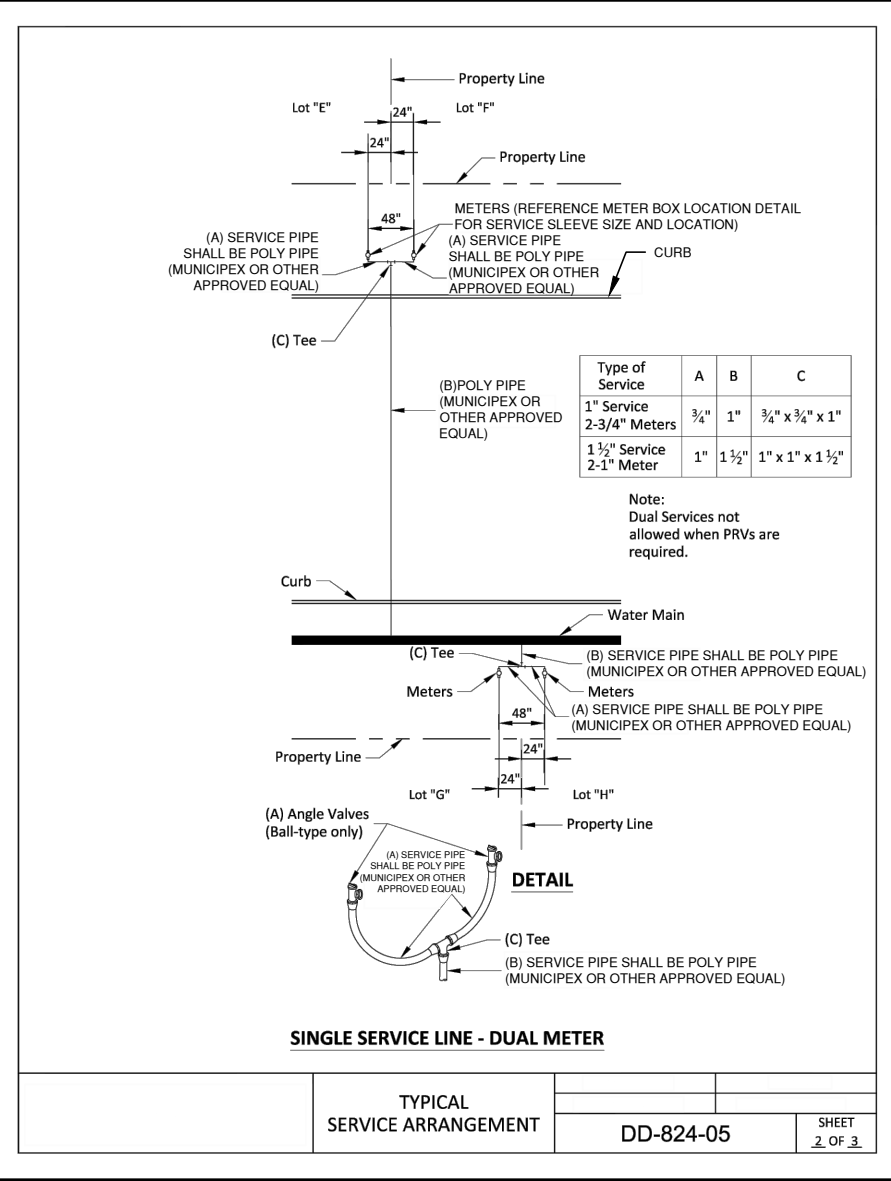 Property Line
Lot "E"
24"
Lot "F"
24"
Property Line
48"
METERS (REFERENCE METER BOX LOCATION DETAIL
FOR SERVICE SLEEVE SIZE AND LOCATION)
(A) SERVICE PIPE
SHALL BE POLY PIPE
(MUNICIPEX OR OTHER
APPROVED EQUAL)
(A) SERVICE PIPE
SHALL BE POLY PIPE
(MUNICIPEX OR OTHER
APPROVED EQUAL)
CURB
(C) Tee
(B)POLY PIPE
(MUNICIPEX OR
OTHER APPROVED
EQUAL)
Type of
Service
A
B
C
1" Service
2-3/4" Meters
¾"
1"
¾" x ¾" x 1"
1 ½" Service
2-1" Meter
1"
1 ½"
1" x 1" x 1 ½"
Note:
Dual Services not
allowed when PRVs are
required.
Curb
Water Main
(C) Tee
(B) SERVICE PIPE SHALL BE POLY PIPE
(MUNICIPEX OR OTHER APPROVED EQUAL)
Meters
Meters
(A) SERVICE PIPE SHALL BE POLY PIPE
(MUNICIPEX OR OTHER APPROVED EQUAL)
48"
Property Line
24"
24"
Lot "G"
Lot "H"
Property Line
(A) Angle Valves
(Ball-type only)
(A) SERVICE PIPE
SHALL BE POLY PIPE
(MUNICIPEX OR OTHER
APPROVED EQUAL)
DETAIL
(C) Tee
(B) SERVICE PIPE SHALL BE POLY PIPE
(MUNICIPEX OR OTHER APPROVED EQUAL)
SINGLE SERVICE LINE - DUAL METER
TYPICAL
SERVICE ARRANGEMENT
DD-824-05
SHEET
2 OF 3